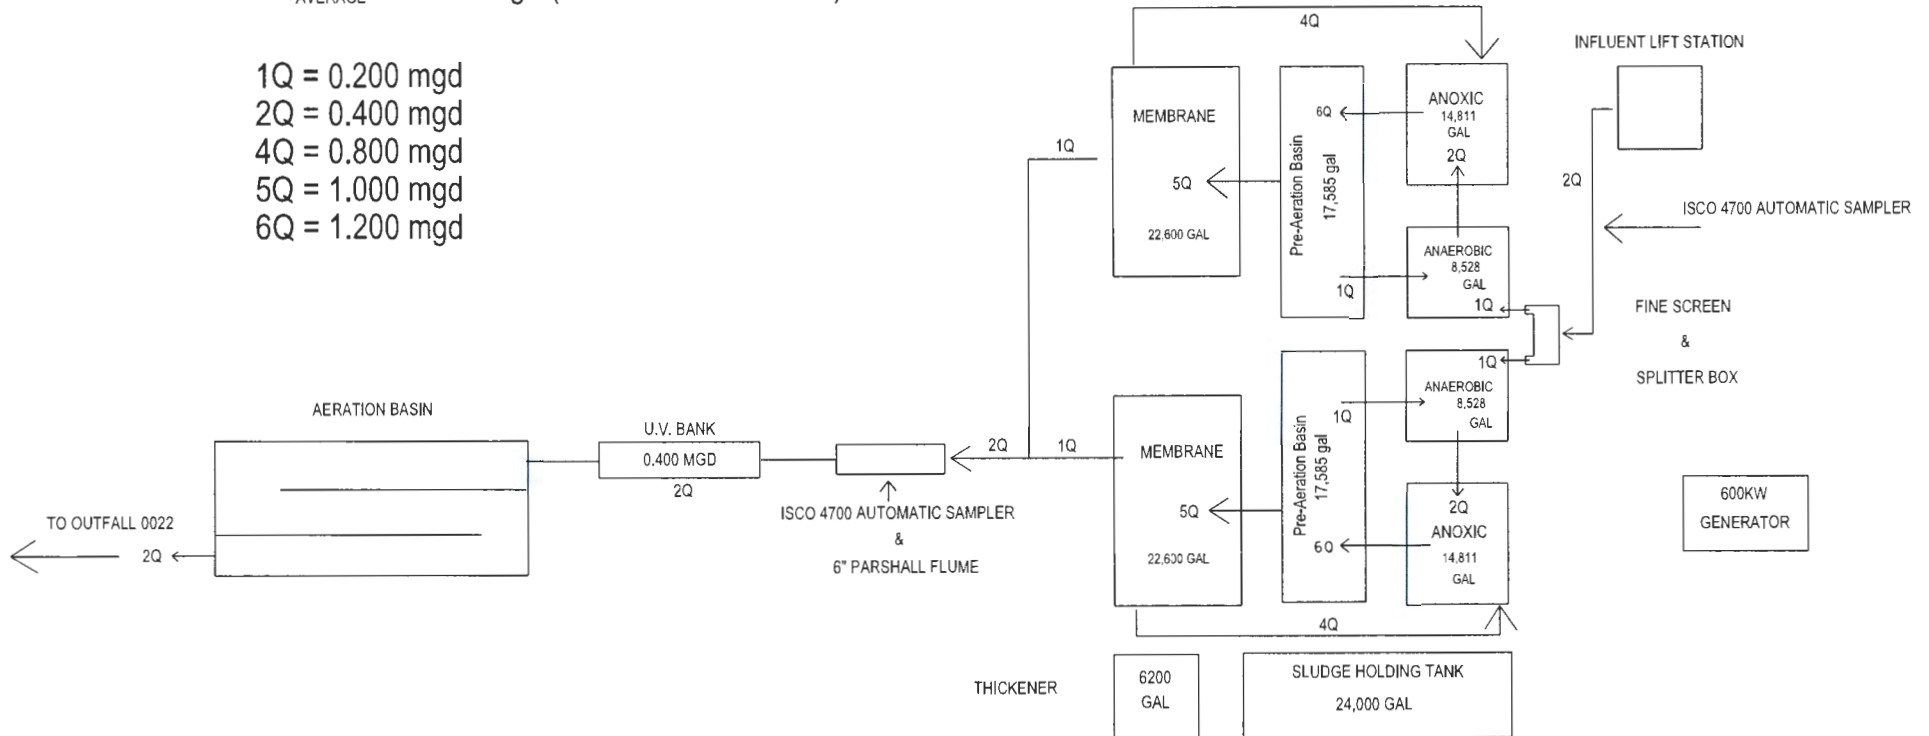 AVERAGE
1Q = 0.200 mgd
2Q = 0.400 mgd
4Q = 0.800 mgd
5Q = 1.000 mgd
6Q = 1.200 mgd
4Q
INFLUENT LIFT STATION
MEMBRANE
5Q
22,600 GAL
1Q
Pre-Aeration Basin
17,585 gal
6Q
1Q
ANOXIC
14,811
GAL
2Q
ANAEROBIC
8,528
GAL
1Q
2Q
ISCO 4700 AUTOMATIC SAMPLER
FINE SCREEN
&
SPLITTER BOX
1Q
ANAEROBIC
8,528
GAL
2Q
ANOXIC
14,811
GAL
Pre-Aeration Basin
17,585 gal
1Q
6Q
MEMBRANE
5Q
22,600 GAL
4Q
1Q
2Q
600KW
GENERATOR
AERATION BASIN
U.V. BANK
0.400 MGD
2Q
ISCO 4700 AUTOMATIC SAMPLER
&
6" PARSHALL FLUME
TO OUTFALL 0022
2Q
THICKENER
6200
GAL
SLUDGE HOLDING TANK
24,000 GAL